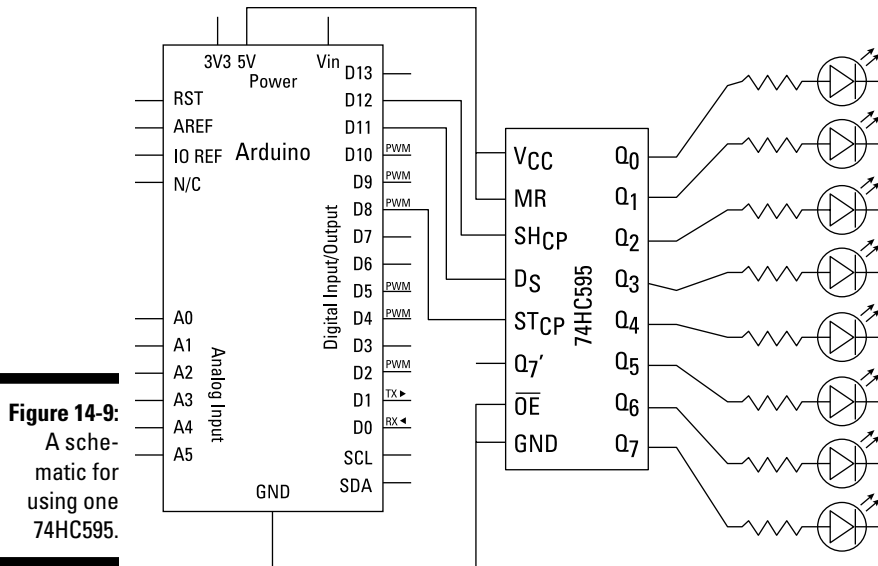 3V3 5V
Vin
Power
Arduino
RST
AREF
IO REF
N/C
A0
A1
A2
A3
A4
A5
Analog Input
GND
D13
D12
D11
D10 PWM
D9 PWM
D8 PWM
D7
D6
D5 PWM
D4 PWM
D3
D2 PWM
D1 TX ▶
D0 RX ◀
SCL
SDA
Digital Input/Output
VCC
MR
SHCP
DS
STCP
Q7'
O̅E̅
GND
74HC595
Q0
Q1
Q2
Q3
Q4
Q5
Q6
Q7
Figure 14-9:
A sche-
matic for
using one
74HC595.